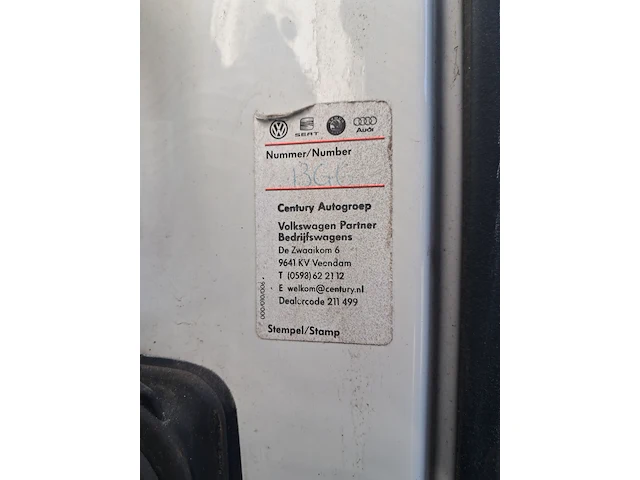 SEAT
Audi
Nummer/Number
Century Autogroep
Volkswagen Partner
Bedrijfswagens
De Zwaaikom 6
9641 KV Veendam
T (0598) 62 21 12
E welkom@century.nl
Dealercode 211 499
Stempel/Stamp